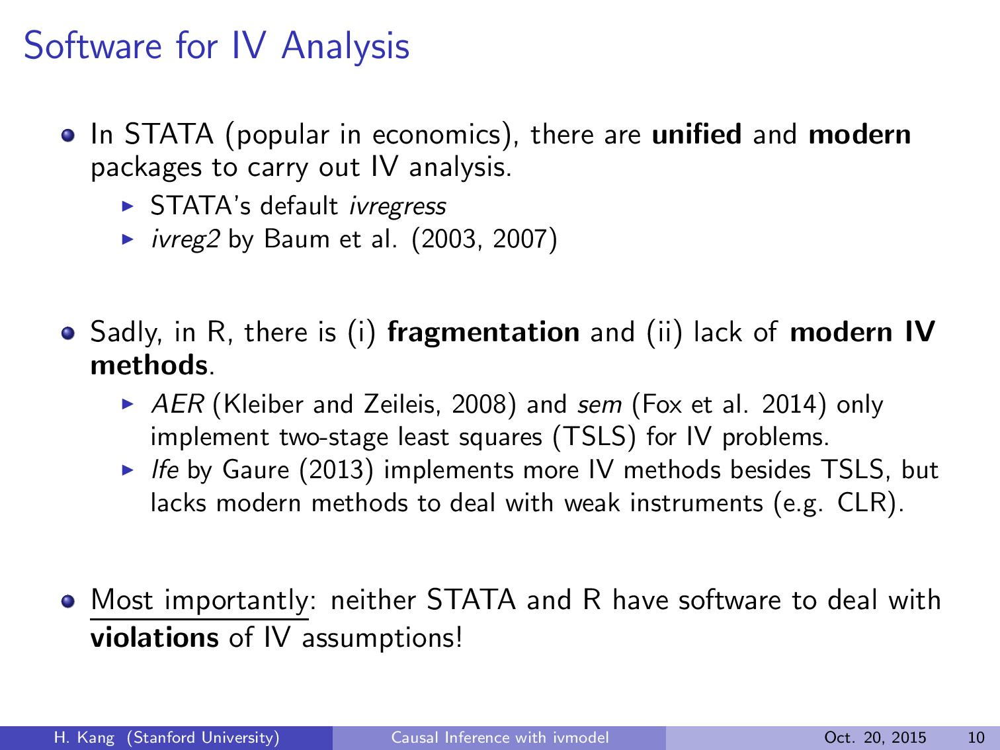 Software for IV Analysis
In STATA (popular in economics), there are unified and modern
packages to carry out IV analysis.
STATA's default ivregress
ivreg2 by Baum et al. (2003, 2007)
Sadly, in R, there is (i) fragmentation and (ii) lack of modern IV
methods.
AER (Kleiber and Zeileis, 2008) and sem (Fox et al. 2014) only
implement two-stage least squares (TSLS) for IV problems.
lfe by Gaure (2013) implements more IV methods besides TSLS, but
lacks modern methods to deal with weak instruments (e.g. CLR).
Most importantly: neither STATA and R have software to deal with
violations of IV assumptions!
H. Kang (Stanford University) Causal Inference with ivmodel Oct. 20, 2015 10